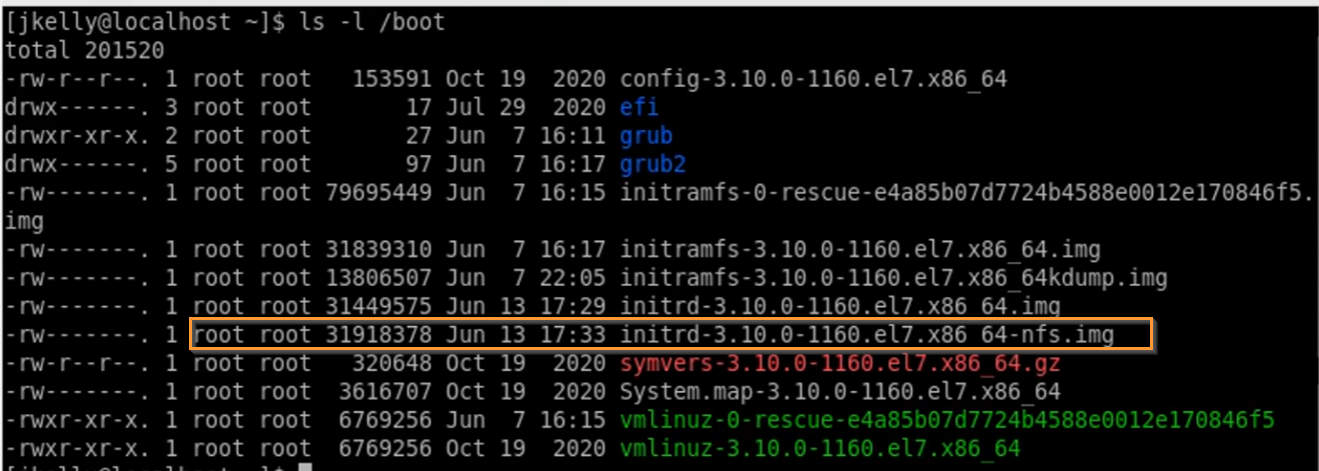 [jkelly@localhost ~]$ ls -l /boot
total 201520
-rw-r--r--. 1 root root   153591 Oct 19  2020 config-3.10.0-1160.el7.x86_64
drwx------. 3 root root       17 Jul 29  2020 efi
drwxr-xr-x. 2 root root       27 Jun  7 16:11 grub
drwx------. 5 root root       97 Jun  7 16:17 grub2
-rw-------. 1 root root 79695449 Jun  7 16:15 initramfs-0-rescue-e4a85b07d7724b4588e0012e170846f5.
img
-rw-------. 1 root root 31839310 Jun  7 16:17 initramfs-3.10.0-1160.el7.x86_64.img
-rw-------. 1 root root 13806507 Jun  7 22:05 initramfs-3.10.0-1160.el7.x86_64kdump.img
-rw-------. 1 root root 31449575 Jun 13 17:29 initrd-3.10.0-1160.el7.x86_64.img
-rw-------. 1 root root 31918378 Jun 13 17:33 initrd-3.10.0-1160.el7.x86_64-nfs.img
-rw-r--r--. 1 root root   320648 Oct 19  2020 symvers-3.10.0-1160.el7.x86_64.gz
-rw-------. 1 root root  3616707 Oct 19  2020 System.map-3.10.0-1160.el7.x86_64
-rwxr-xr-x. 1 root root  6769256 Jun  7 16:15 vmlinuz-0-rescue-e4a85b07d7724b4588e0012e170846f5
-rwxr-xr-x. 1 root root  6769256 Oct 19  2020 vmlinuz-3.10.0-1160.el7.x86_64
[jkelly@localhost ~]$